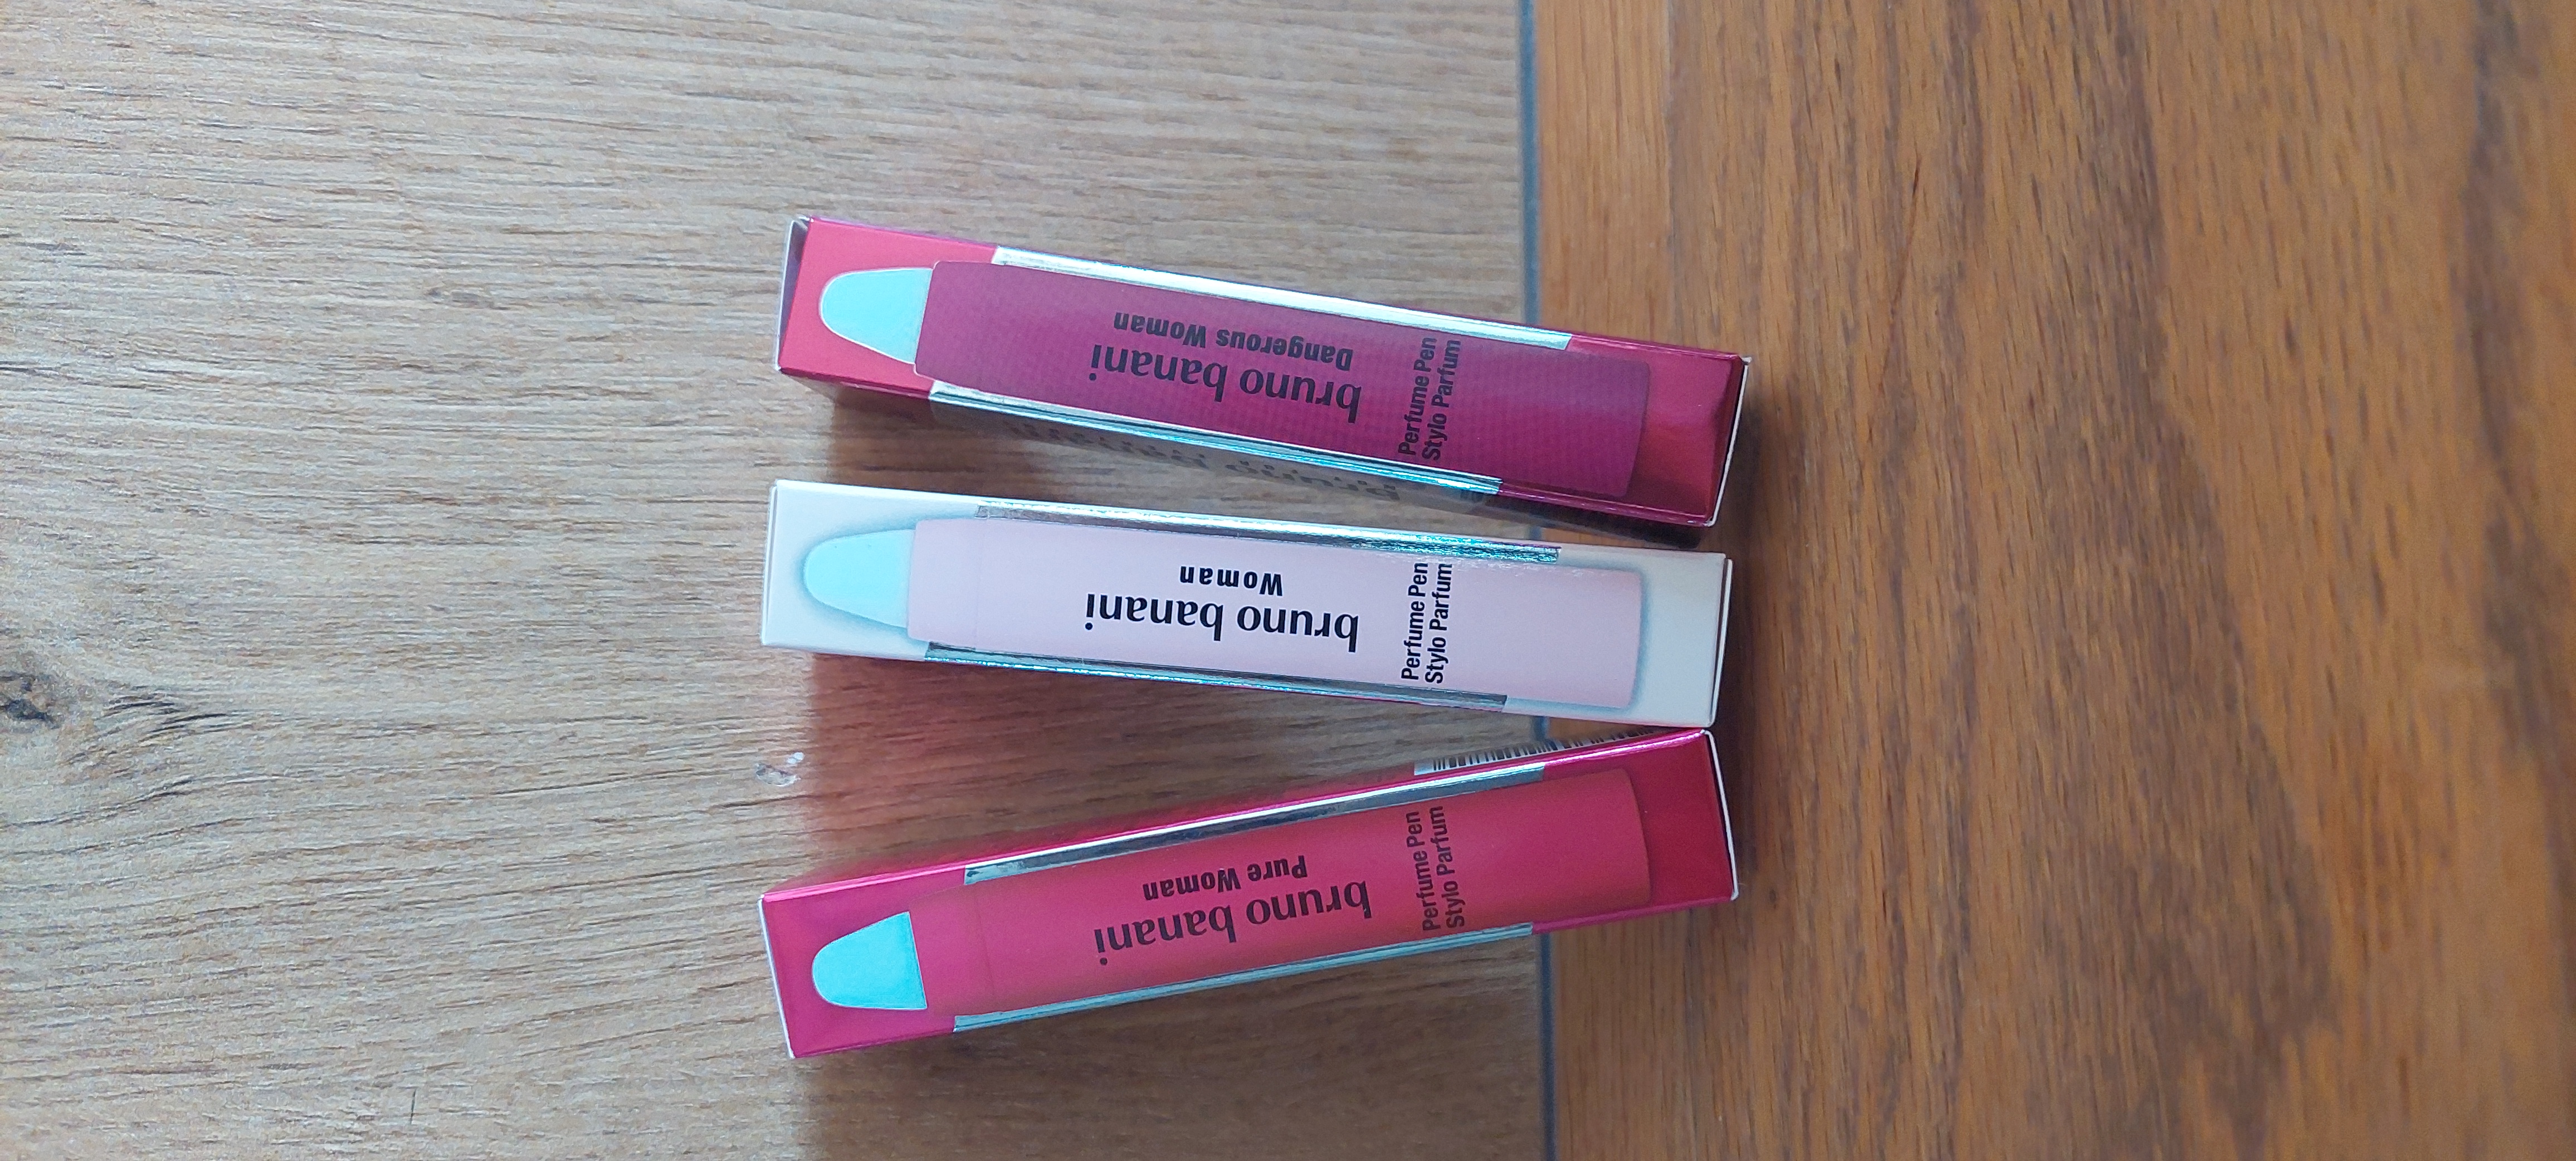 bruno banani
Dangerous Woman
Perfume Pen
Stylo Parfum
bruno banani
Woman
Perfume Pen
Stylo Parfum
bruno banani
Pure Woman
Perfume Pen
Stylo Parfum